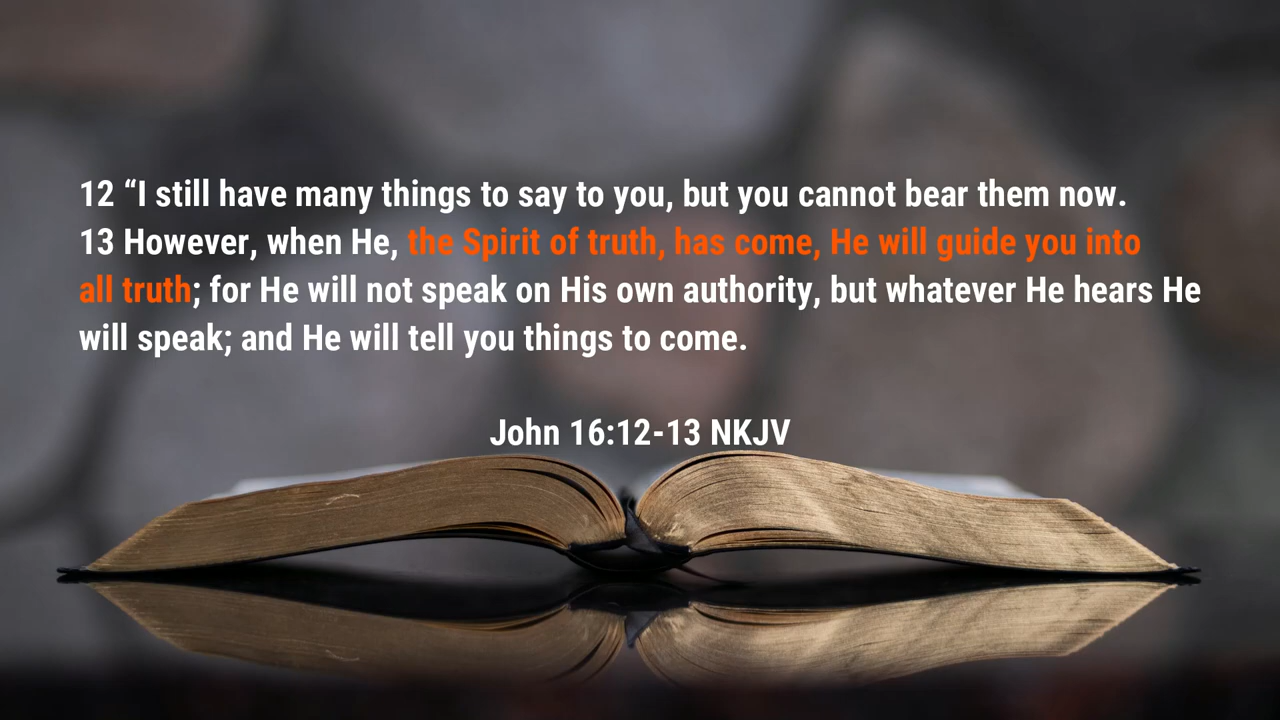 12 “I still have many things to say to you, but you cannot bear them now.
13 However, when He, the Spirit of truth, has come, He will guide you into
all truth; for He will not speak on His own authority, but whatever He hears He
will speak; and He will tell you things to come.
John 16:12-13 NKJV